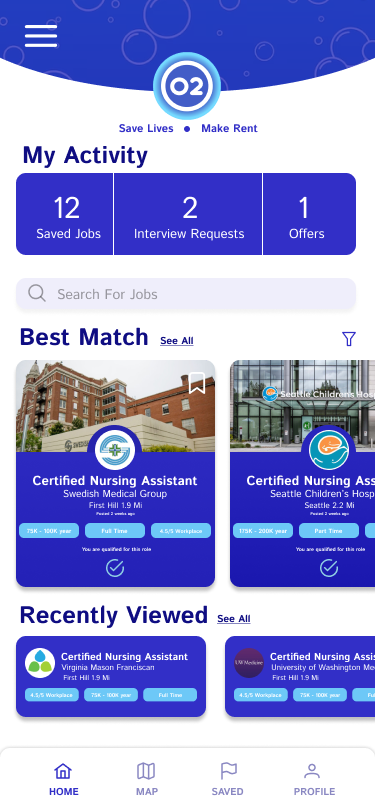 O2
Save Lives • Make Rent
My Activity
12 2 1
Saved Jobs Interview Requests Offers
Search For Jobs
Best Match See All
SWEDISH
Seattle Children's Hosp
Certified Nursing Assistant
Swedish Medical Group
First Hill 1.9 Mi
Posted 2 weeks ago
75K - 100K year Full Time 4.5/5 Workplace
You are qualified for this role
Certified Nursing Assi
Seattle Children's Hosp
Seattle 2.2 Mi
Posted 2 weeks ago
175K - 200K year Part Time
You are qualified for this role
Recently Viewed See All
Certified Nursing Assistant
Virginia Mason Franciscan
First Hill 1.9 Mi
4.5/5 Workplace 75K - 100K year Full Time
UW Medicine
Certified Nursing Assis
University of Washington Me
First Hill 1.9 Mi
4.5/5 Workplace 75K - 100K year Fu
HOME MAP SAVED PROFILE